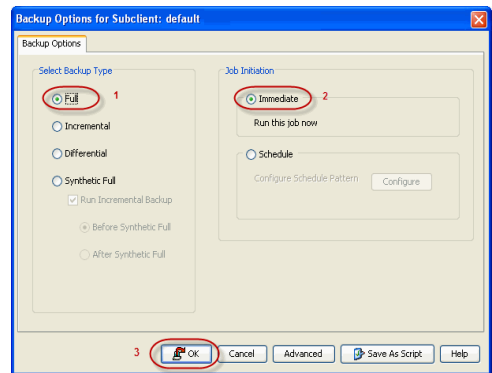 Backup Options for Subclient: default
Backup Options
Select Backup Type
Full 1
Incremental
Differential
Synthetic Full
Run Incremental Backup
Before Synthetic Full
After Synthetic Full
Job Initiation
Immediate 2
Run this job now
Schedule
Configure Schedule Pattern Configure
3 OK Cancel Advanced Save As Script Help